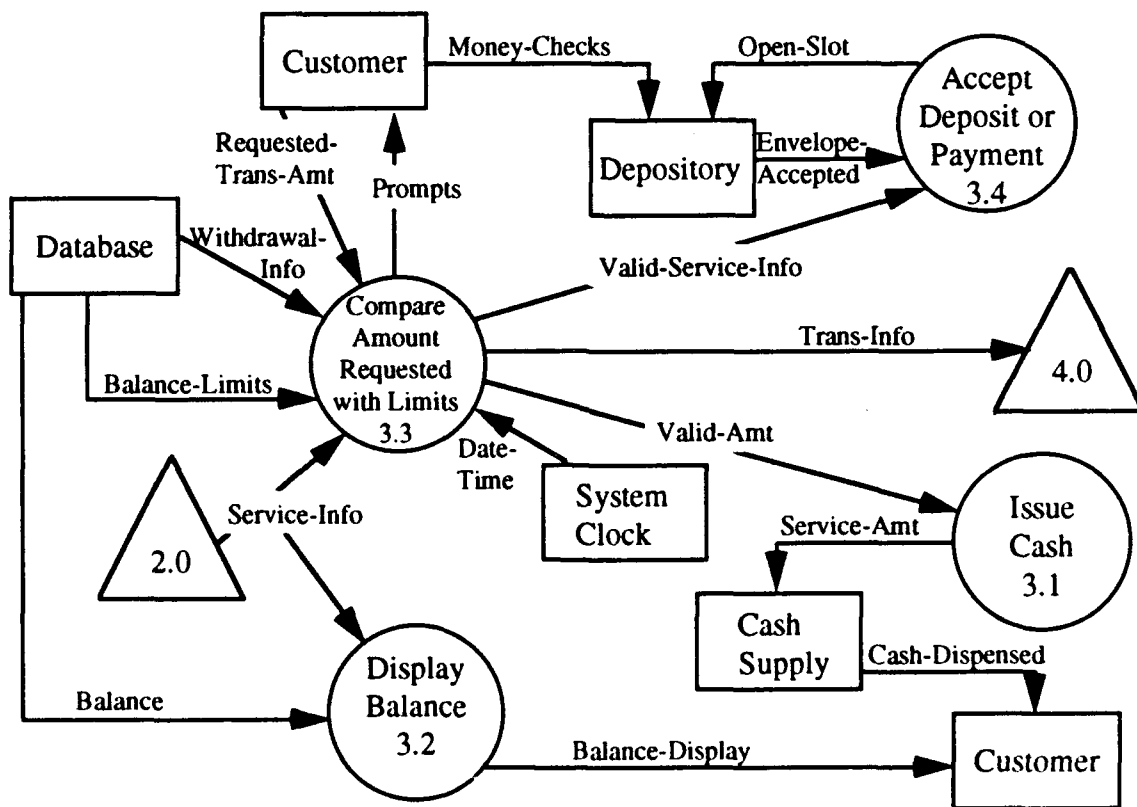 Customer
Money-Checks
Open-Slot
Accept
Deposit or
Payment
3.4
Requested-
Trans-Amt
Prompts
Depository
Envelope-
Accepted
Database
Withdrawal-
Info
Valid-Service-Info
Compare
Amount
Requested
with Limits
3.3
Trans-Info
4.0
Balance-Limits
Valid-Amt
Date-
Time
System
Clock
2.0
Service-Info
Service-Amt
Issue
Cash
3.1
Cash
Supply
Cash-Dispensed
Display
Balance
3.2
Balance
Balance-Display
Customer